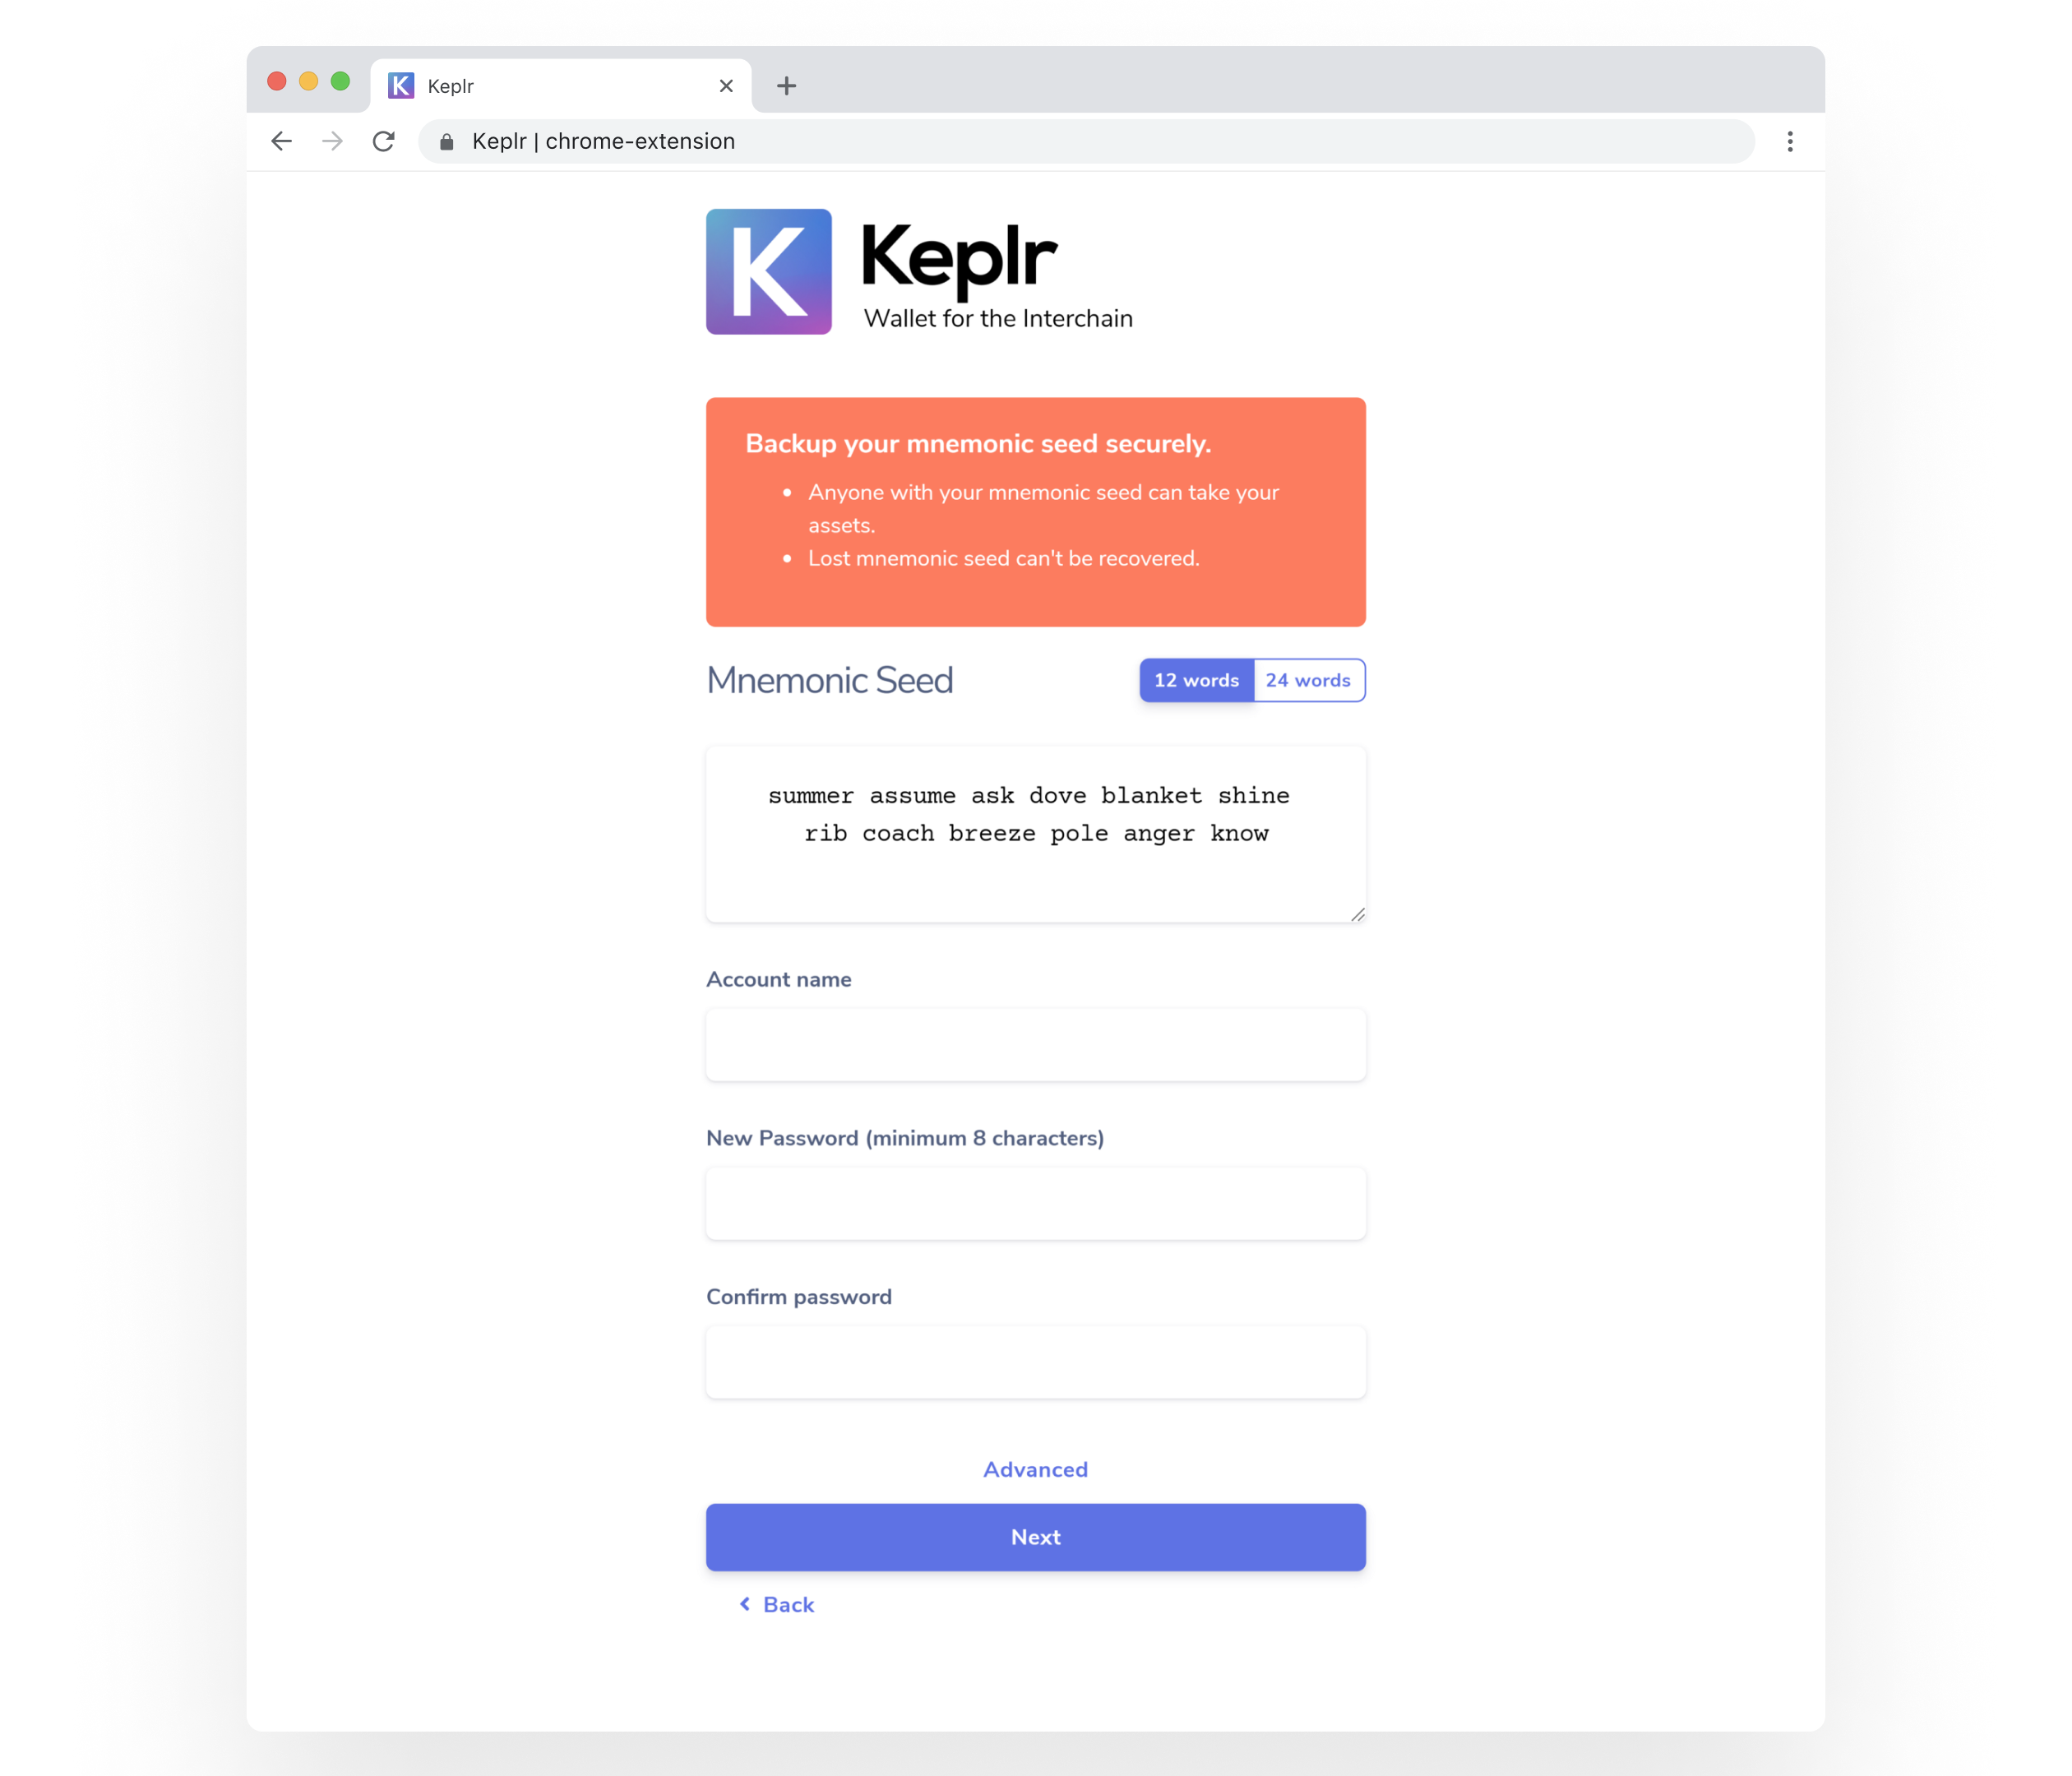 Keplr
Keplr | chrome-extension
K
Keplr
Wallet for the Interchain
Backup your mnemonic seed securely.
• Anyone with your mnemonic seed can take your
assets.
• Lost mnemonic seed can't be recovered.
Mnemonic Seed
12 words 24 words
summer assume ask dove blanket shine
rib coach breeze pole anger know
Account name
New Password (minimum 8 characters)
Confirm password
Advanced
Next
Back